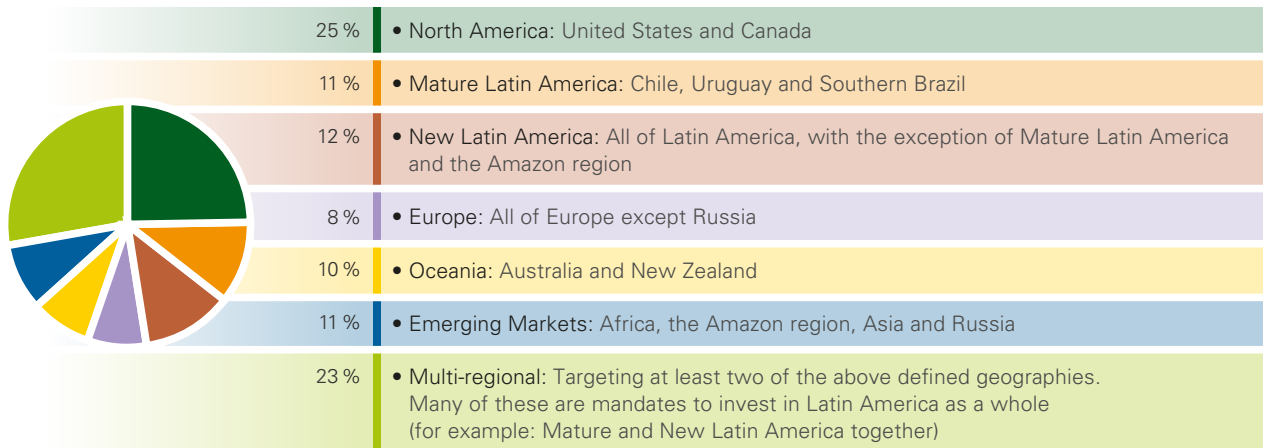 25 % • North America: United States and Canada
11 % • Mature Latin America: Chile, Uruguay and Southern Brazil
12 % • New Latin America: All of Latin America, with the exception of Mature Latin America
and the Amazon region
8 % • Europe: All of Europe except Russia
10 % • Oceania: Australia and New Zealand
11 % • Emerging Markets: Africa, the Amazon region, Asia and Russia
23 % • Multi-regional: Targeting at least two of the above defined geographies.
Many of these are mandates to invest in Latin America as a whole
(for example: Mature and New Latin America together)